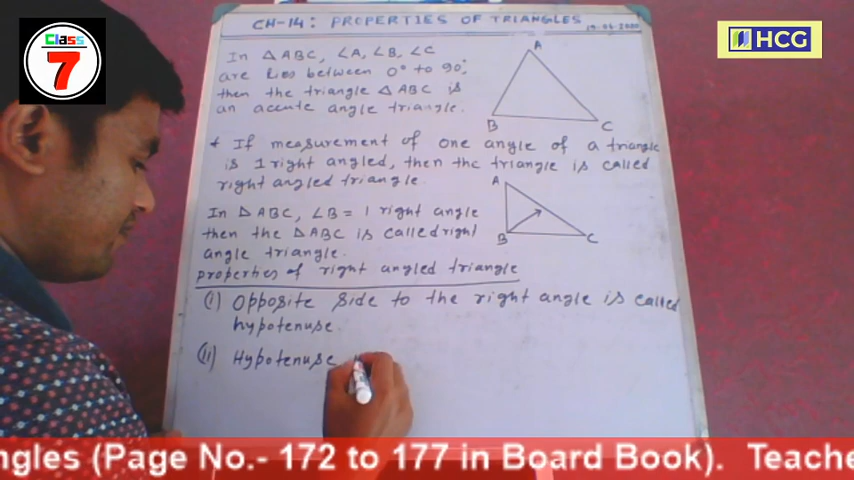 Class
7
HCG
CH-14: PROPERTIES OF TRIANGLES
In △ABC, ∠A, ∠B, ∠C
are lies between 0° to 90°,
then the triangle △ABC is
an accute angle triangle.
A
B
C
* If measurement of one angle of a triangle
is 1 right angled, then the triangle is called
right angled triangle.
A
B
C
In △ABC, ∠B = 1 right angle
then the △ABC is called right
angle triangle.
Properties of right angled triangle
(i) Opposite side to the right angle is called
hypotenuse.
(ii) Hypotenuse
ngles (Page No.- 172 to 177 in Board Book). Teache